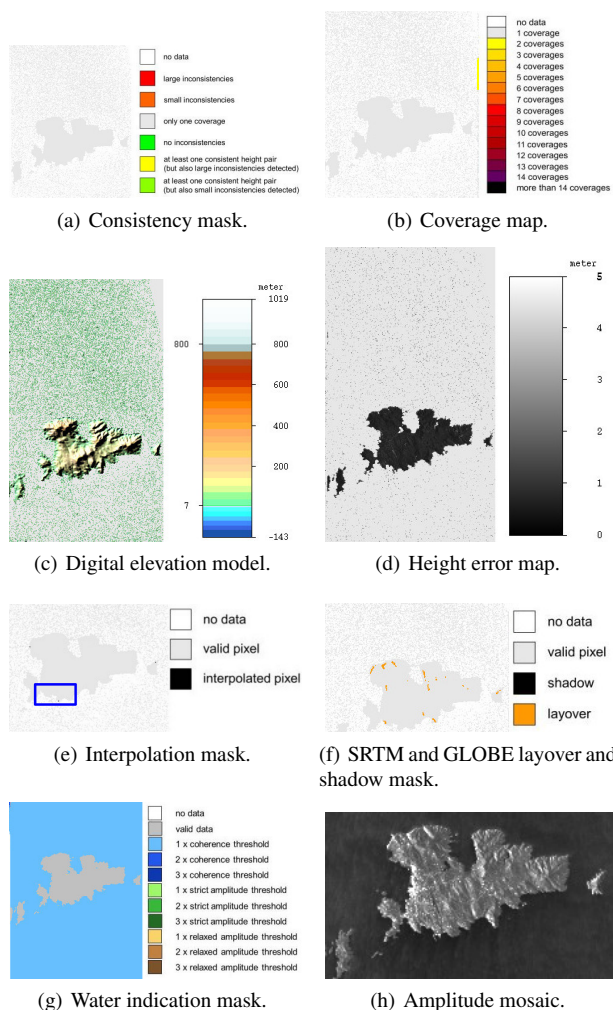 no data
large inconsistencies
small inconsistencies
only one coverage
no inconsistencies
at least one consistent height pair
(but also large inconsistencies detected)
at least one consistent height pair
(but also small inconsistencies detected)
(a) Consistency mask.
no data
1 coverage
2 coverages
3 coverages
4 coverages
5 coverages
6 coverages
7 coverages
8 coverages
9 coverages
10 coverages
11 coverages
12 coverages
13 coverages
14 coverages
more than 14 coverages
(b) Coverage map.
meter
1019
800
800
600
400
200
7
-143
(c) Digital elevation model.
meter
5
4
3
2
1
0
(d) Height error map.
no data
valid pixel
interpolated pixel
(e) Interpolation mask.
no data
valid pixel
shadow
layover
(f) SRTM and GLOBE layover and
shadow mask.
no data
valid data
1 x coherence threshold
2 x coherence threshold
3 x coherence threshold
1 x strict amplitude threshold
2 x strict amplitude threshold
3 x strict amplitude threshold
1 x relaxed amplitude threshold
2 x relaxed amplitude threshold
3 x relaxed amplitude threshold
(g) Water indication mask.
(h) Amplitude mosaic.